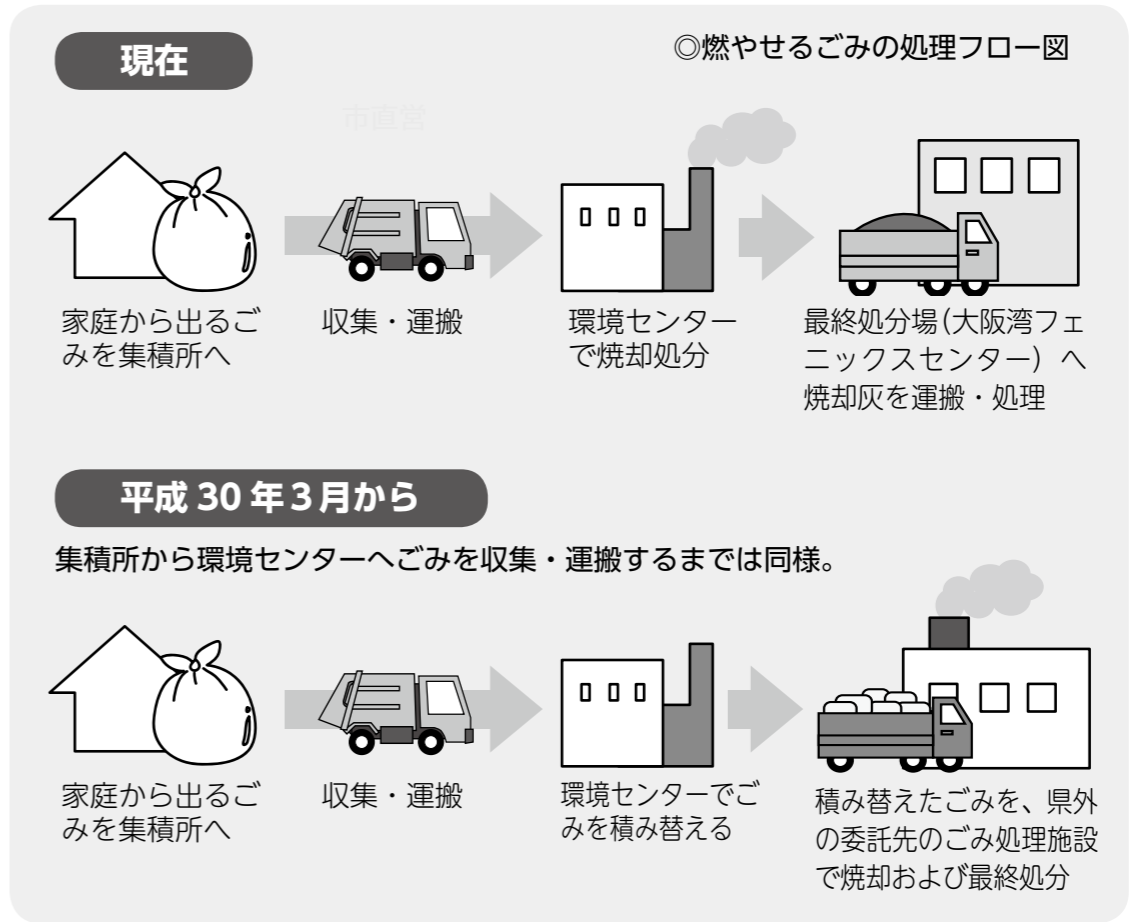 現在
◎燃やせるごみの処理フロー図
市直営
家庭から出るご
みを集積所へ
収集・運搬
環境センター
で焼却処分
最終処分場(大阪湾フェ
ニックスセンター)へ
焼却灰を運搬・処理
平成 30 年３月から
集積所から環境センターへごみを収集・運搬するまでは同様。
家庭から出るご
みを集積所へ
収集・運搬
環境センターでご
みを積み替える
積み替えたごみを、県外
の委託先のごみ処理施設
で焼却および最終処分